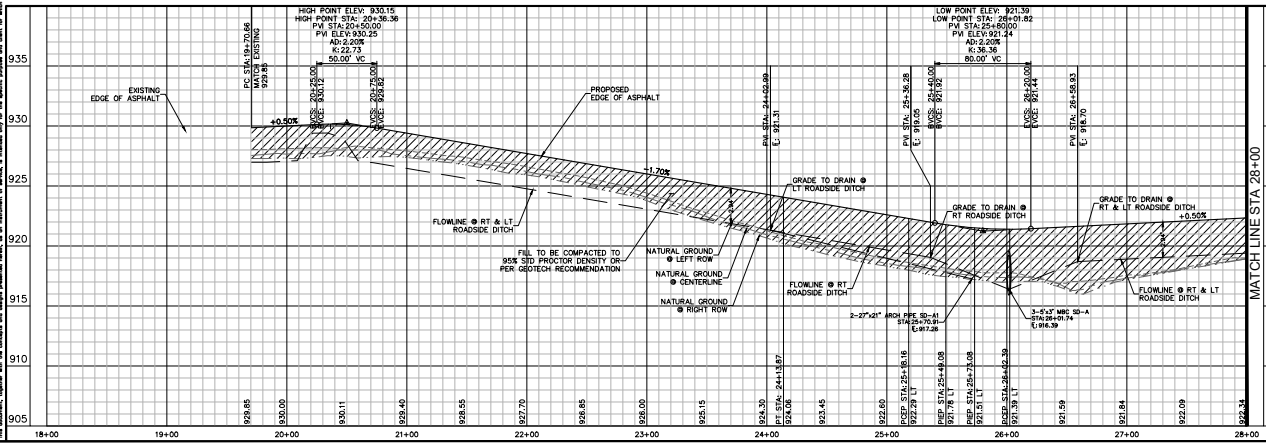 HIGH POINT ELEV: 930.15
HIGH POINT STA: 20+36.36
PVI STA: 20+50.00
PVI ELEV: 930.25
AD: 2.20%
K: 22.73
50.00' VC
LOW POINT ELEV: 921.39
LOW POINT STA: 26+01.82
PVI STA: 25+80.00
PVI ELEV: 921.24
AD: 2.20%
K: 36.36
80.00' VC
PC STA: 19+70.66
MATCH EXISTING
929.85
BVCS: 20+25.00
BVCE: 930.12
EVCS: 20+75.00
EVCE: 929.82
PVI STA: 24+02.99
FL: 921.31
PVI STA: 25+36.28
FL: 919.05
BVCS: 25+40.00
BVCE: 921.92
EVCS: 26+20.00
EVCE: 921.44
PVI STA: 26+58.93
FL: 918.70
EXISTING
EDGE OF ASPHALT
PROPOSED
EDGE OF ASPHALT
+0.50%
-1.70%
+0.50%
GRADE TO DRAIN @
LT ROADSIDE DITCH
GRADE TO DRAIN @
RT ROADSIDE DITCH
GRADE TO DRAIN @
RT & LT ROADSIDE DITCH
FLOWLINE @ RT & LT
ROADSIDE DITCH
FILL TO BE COMPACTED TO
95% STD PROCTOR DENSITY OR
PER GEOTECH RECOMMENDATION
NATURAL GROUND
@ LEFT ROW
NATURAL GROUND
@ CENTERLINE
NATURAL GROUND
@ RIGHT ROW
FLOWLINE @ RT
ROADSIDE DITCH
FLOWLINE @ RT & LT
ROADSIDE DITCH
2-27"x21" ARCH PIPE SD-A1
STA: 25+70.91
FL: 917.26
3-5'x3' MBC SD-A
STA: 26+01.74
FL: 916.39
PT STA: 24+13.87
PCEP STA: 25+18.16
922.29 LT
PIEP STA: 25+49.08
921.78 LT
PIEP STA: 25+73.08
921.51 LT
PCEP STA: 26+02.39
921.39 LT
MATCH LINE STA 28+00
935
930
925
920
915
910
905
929.85
930.00
930.11
929.40
928.55
927.70
926.85
926.00
925.15
924.30
924.06
923.45
922.60
921.59
921.84
922.09
922.34
18+00
19+00
20+00
21+00
22+00
23+00
24+00
25+00
26+00
27+00
28+00